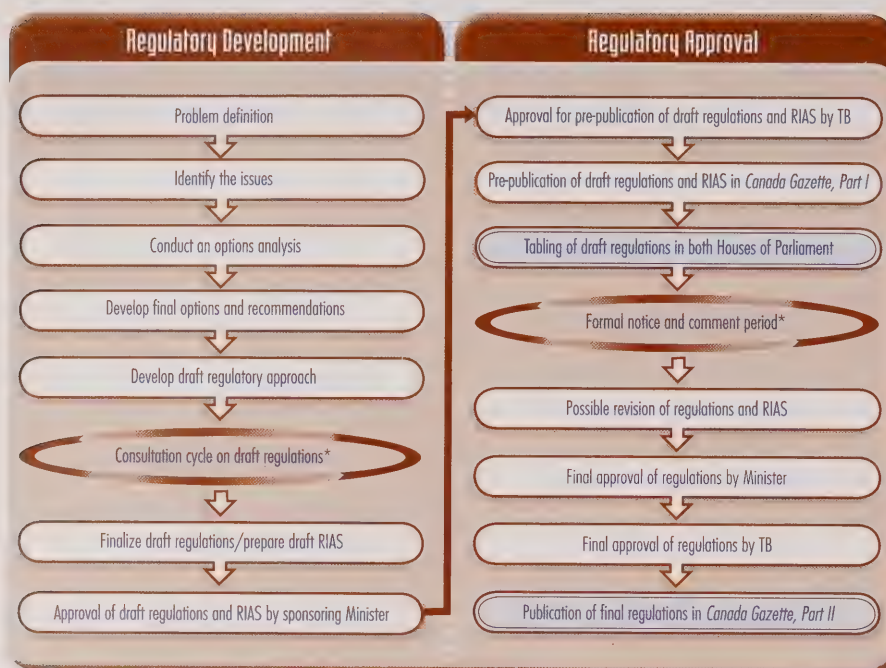 Regulatory Development
Problem definition
Identify the issues
Conduct an options analysis
Develop final options and recommendations
Develop draft regulatory approach
Consultation cycle on draft regulations*
Finalize draft regulations/prepare draft RIAS
Approval of draft regulations and RIAS by sponsoring Minister
Regulatory Approval
Approval for pre-publication of draft regulations and RIAS by TB
Pre-publication of draft regulations and RIAS in Canada Gazette, Part I
Tabling of draft regulations in both Houses of Parliament
Formal notice and comment period*
Possible revision of regulations and RIAS
Final approval of regulations by Minister
Final approval of regulations by TB
Publication of final regulations in Canada Gazette, Part II